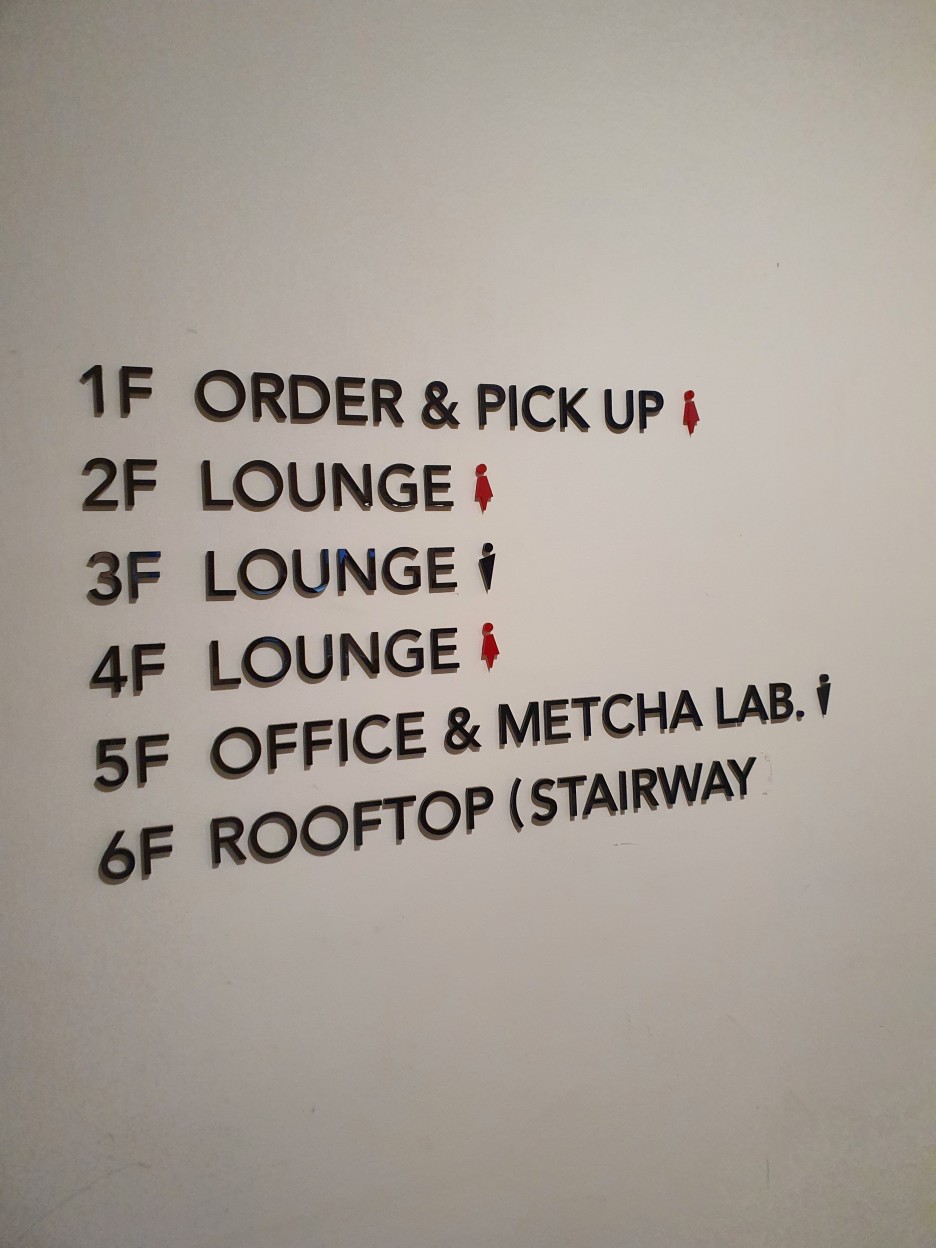 1F ORDER & PICK UP
2F LOUNGE
3F LOUNGE
4F LOUNGE
5F OFFICE & METCHA LAB.
6F ROOFTOP (STAIRWAY